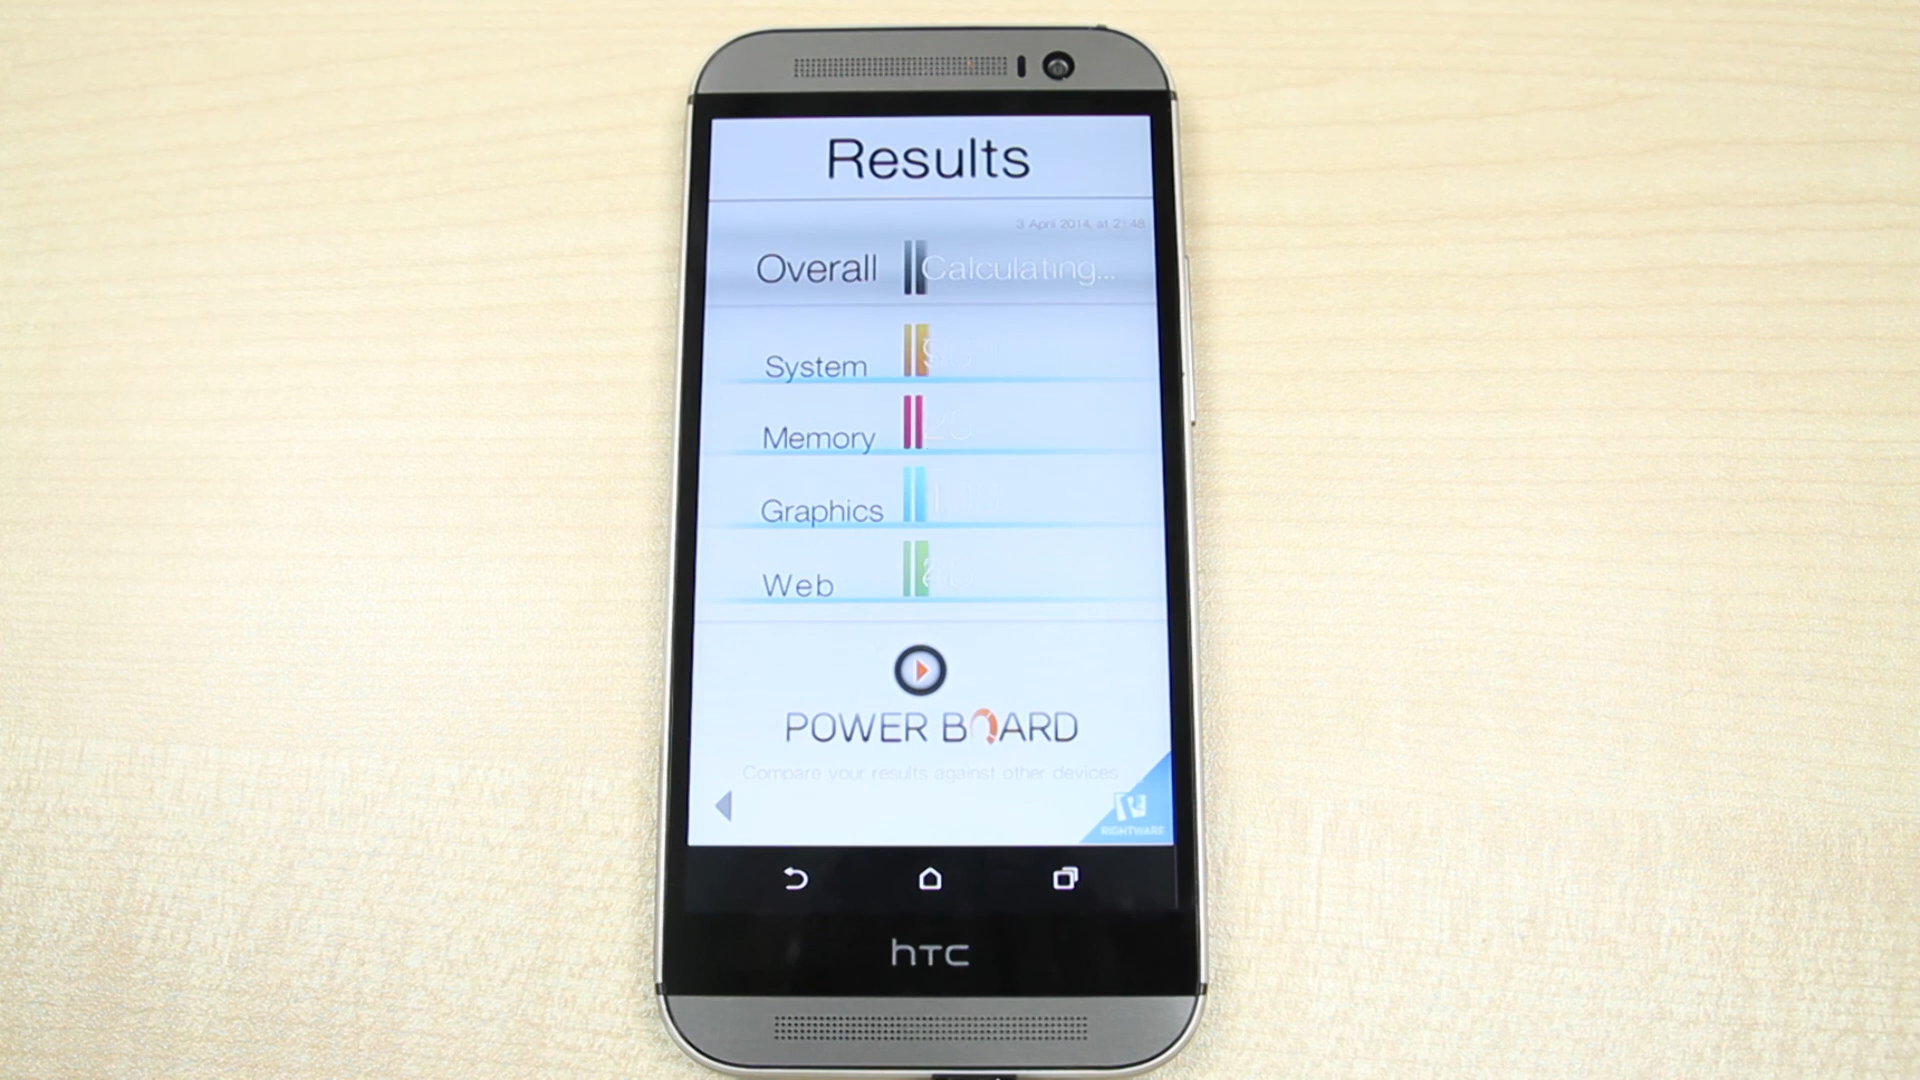 Results
3 April 2014, at 21:48
Overall Calculating...
System
Memory
Graphics
Web
POWER BOARD
Compare your results against other devices
RIGHTWARE
hTC